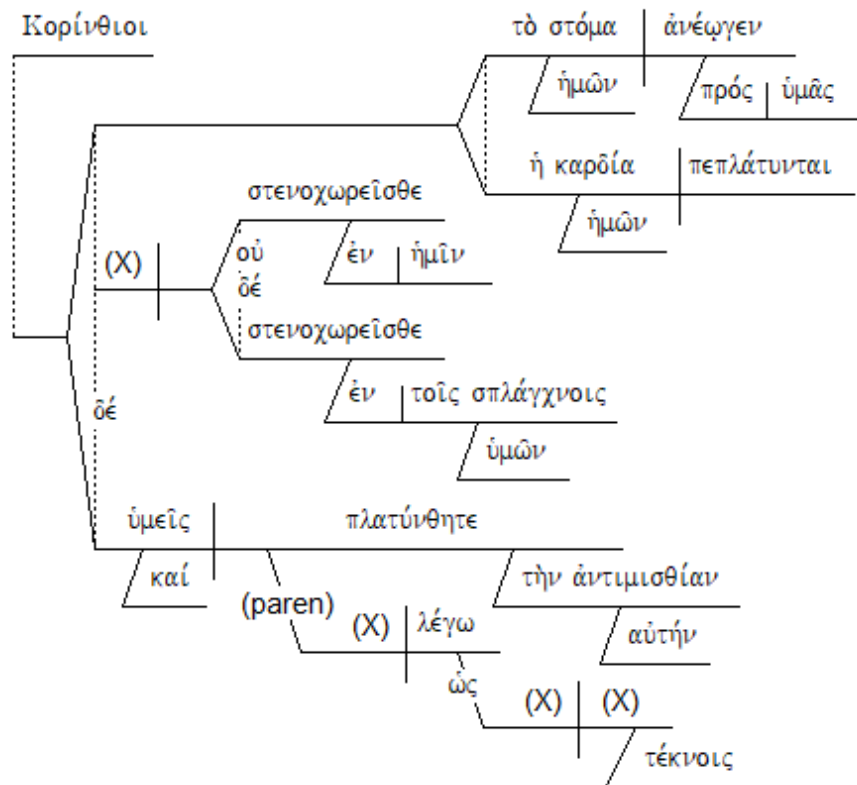 Κορίνθιοι
τὸ στόμα ἀνέῳγεν
ἡμῶν πρός ὑμᾶς
ἡ καρδία πεπλάτυνται
ἡμῶν
στενοχωρεῖσθε
(X) οὐ ἐν ἡμῖν
δέ
στενοχωρεῖσθε
δέ ἐν τοῖς σπλάγχνοις
ὑμῶν
ὑμεῖς πλατύνθητε
καί τὴν ἀντιμισθίαν
(paren) (X) λέγω αὐτήν
ὡς (X) (X)
τέκνοις